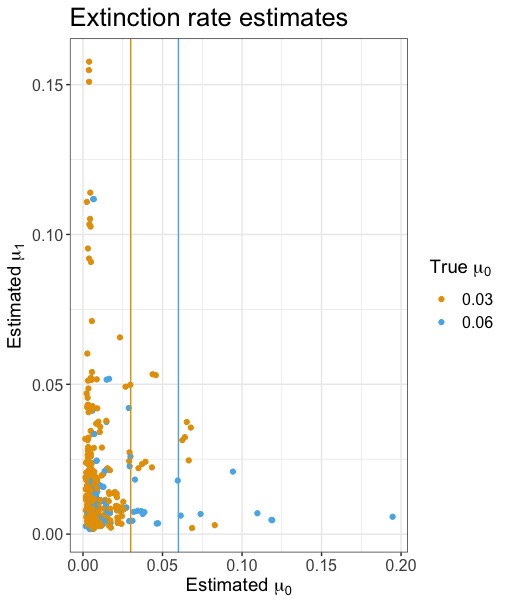 Extinction rate estimates
0.15
0.10
0.05
0.00
Estimated μ₁
0.00 0.05 0.10 0.15 0.20
Estimated μ₀
True μ₀
0.03
0.06